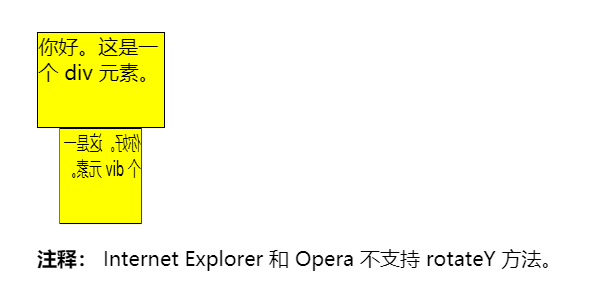 你好。这是一
个 div 元素。
你好。这是一
个 div 元素。
注释： Internet Explorer 和 Opera 不支持 rotateY 方法。